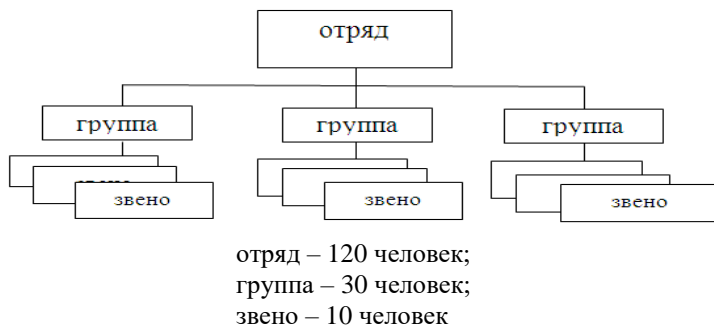 отряд
группа
группа
группа
звено
звено
звено
отряд – 120 человек;
группа – 30 человек;
звено – 10 человек